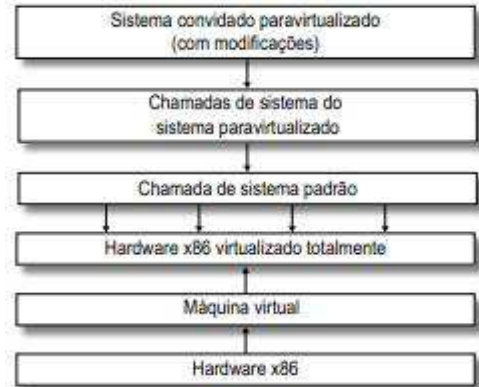 Sistema convidado paravirtualizado
(com modificações)
Chamadas de sistema do
sistema paravirtualizado
Chamada de sistema padrão
Hardware x86 virtualizado totalmente
Máquina virtual
Hardware x86